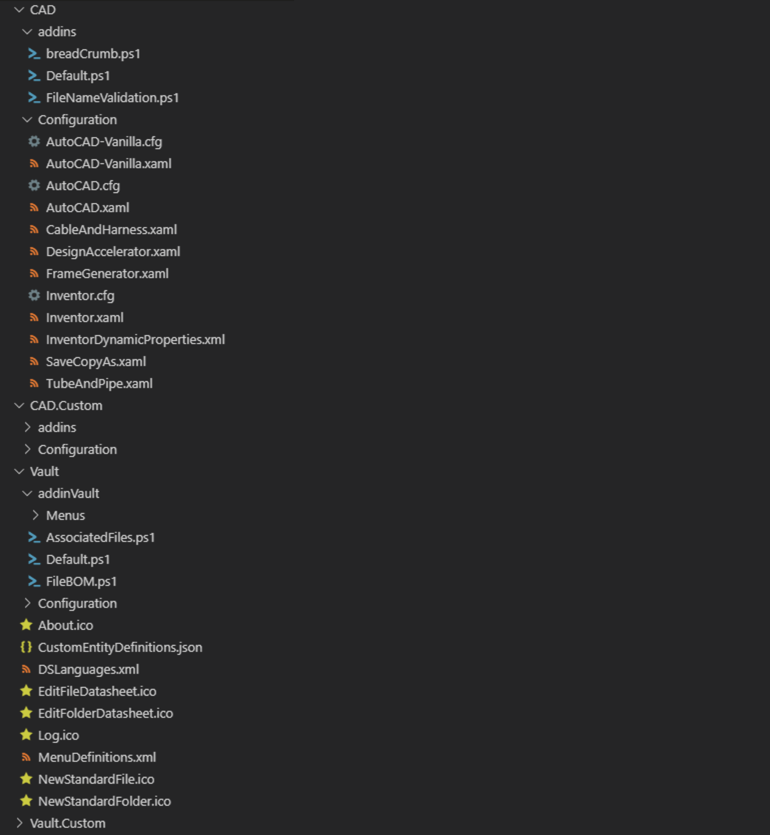 CAD
addins
breadCrumb.ps1
Default.ps1
FileNameValidation.ps1
Configuration
AutoCAD-Vanilla.cfg
AutoCAD-Vanilla.xaml
AutoCAD.cfg
AutoCAD.xaml
CableAndHarness.xaml
DesignAccelerator.xaml
FrameGenerator.xaml
Inventor.cfg
Inventor.xaml
InventorDynamicProperties.xml
SaveCopyAs.xaml
TubeAndPipe.xaml
CAD.Custom
addins
Configuration
Vault
addinVault
Menus
AssociatedFiles.ps1
Default.ps1
FileBOM.ps1
Configuration
About.ico
CustomEntityDefinitions.json
DSLanguages.xml
EditFileDatasheet.ico
EditFolderDatasheet.ico
Log.ico
MenuDefinitions.xml
NewStandardFile.ico
NewStandardFolder.ico
Vault.Custom